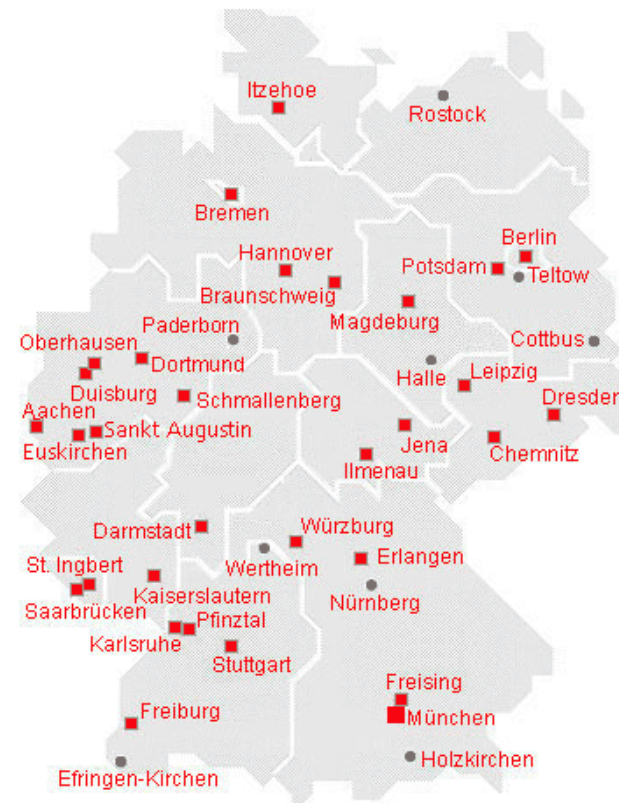 Itzehoe
Rostock
Bremen
Hannover
Berlin
Potsdam
Teltow
Braunschweig
Magdeburg
Paderborn
Cottbus
Oberhausen
Dortmund
Halle
Leipzig
Duisburg
Schmallenberg
Dresden
Aachen
Sankt Augustin
Jena
Euskirchen
Chemnitz
Ilmenau
Darmstadt
Würzburg
Wertheim
Erlangen
St. Ingbert
Kaiserslautern
Nürnberg
Saarbrücken
Pfinztal
Karlsruhe
Stuttgart
Freising
Freiburg
München
Holzkirchen
Efringen-Kirchen